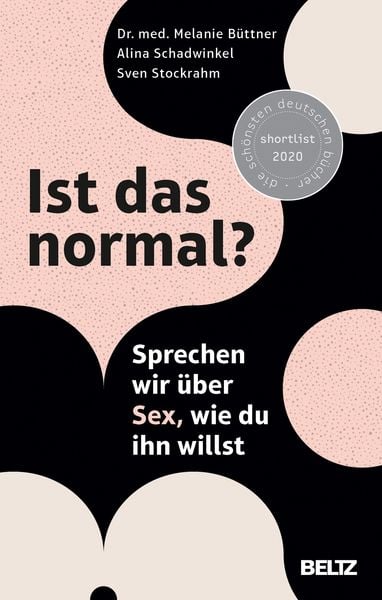 Dr. med. Melanie Büttner
Alina Schadwinkel
Sven Stockrahm
die schönsten deutschen bücher ·
shortlist
2020
Ist das
normal?
Sprechen
wir über
Sex, wie du
ihn willst
BELTZ